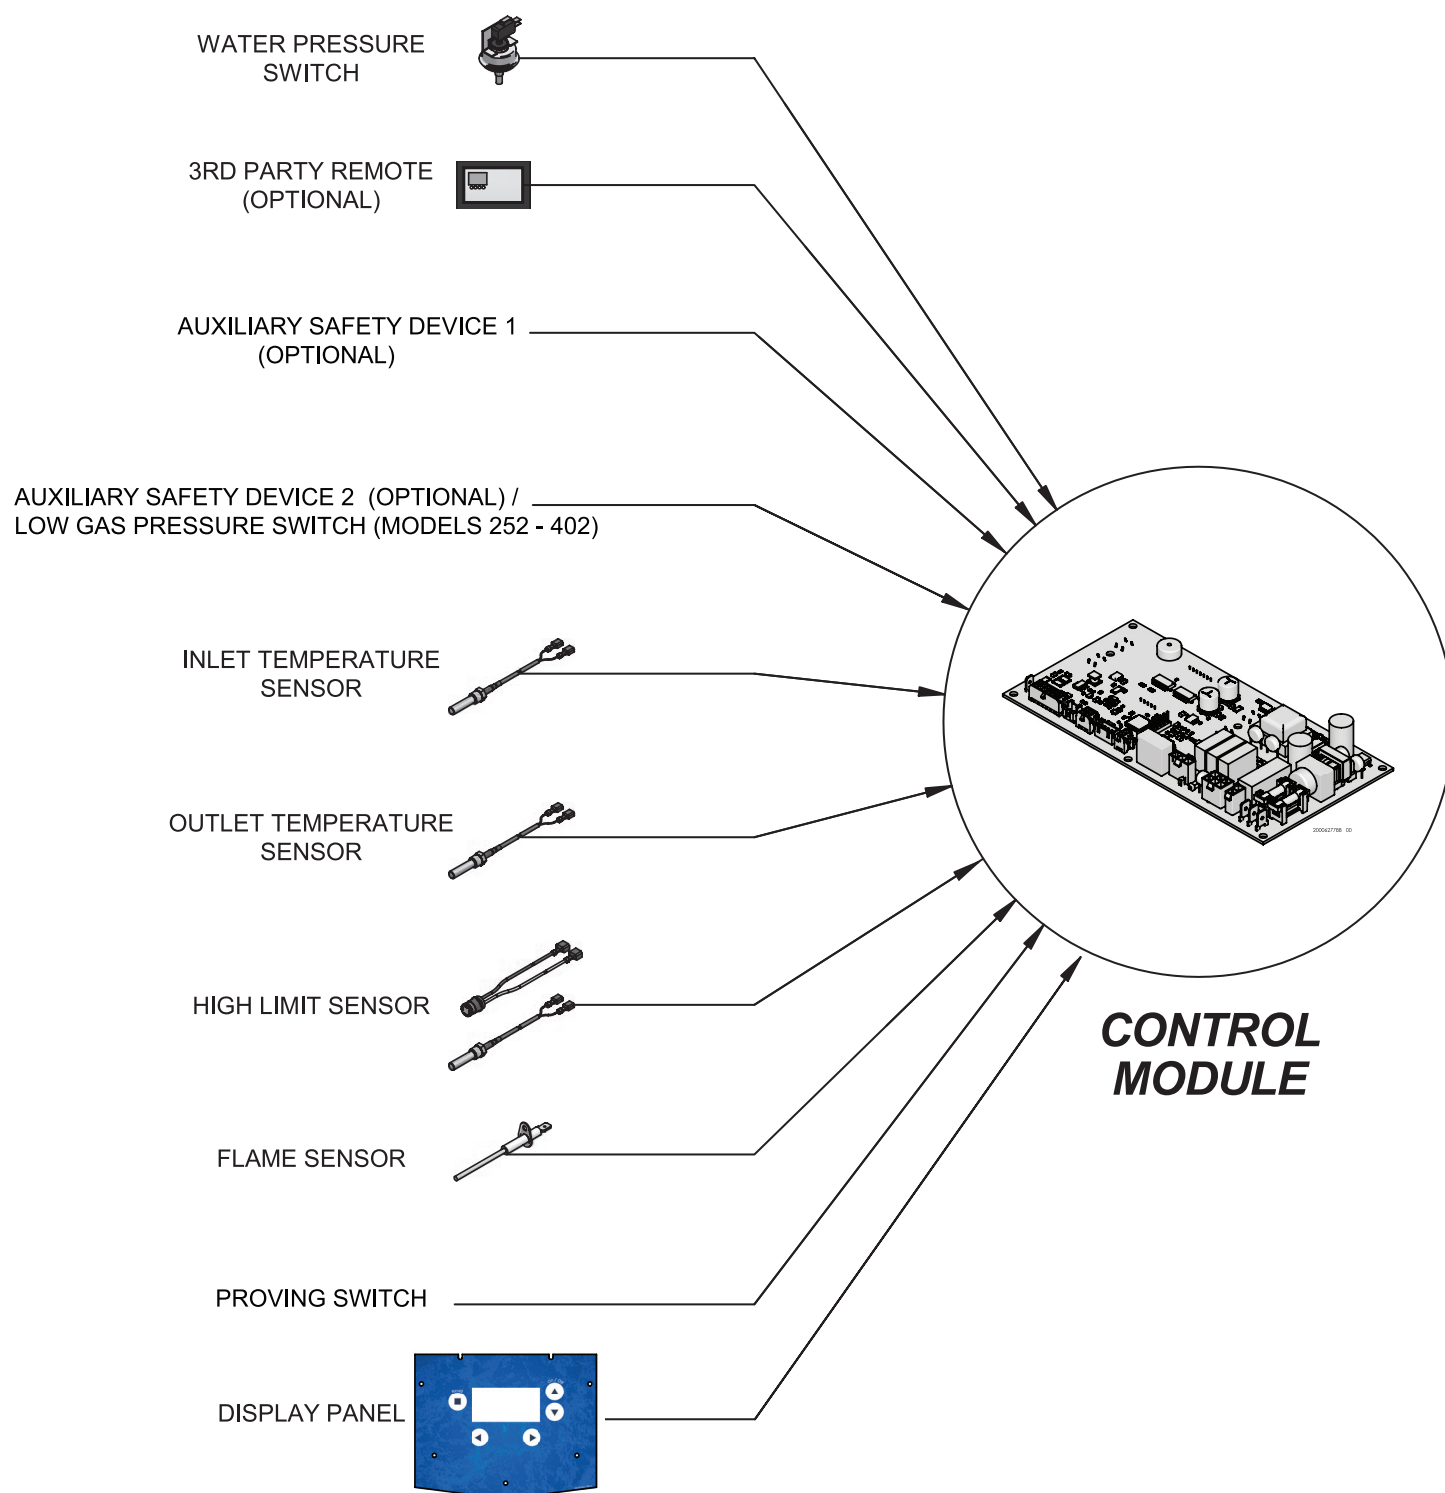 WATER PRESSURE
SWITCH
3RD PARTY REMOTE
(OPTIONAL)
AUXILIARY SAFETY DEVICE 1
(OPTIONAL)
AUXILIARY SAFETY DEVICE 2 (OPTIONAL) /
LOW GAS PRESSURE SWITCH (MODELS 252 - 402)
INLET TEMPERATURE
SENSOR
OUTLET TEMPERATURE
SENSOR
HIGH LIMIT SENSOR
FLAME SENSOR
PROVING SWITCH
DISPLAY PANEL
2000627788 00
CONTROL
MODULE